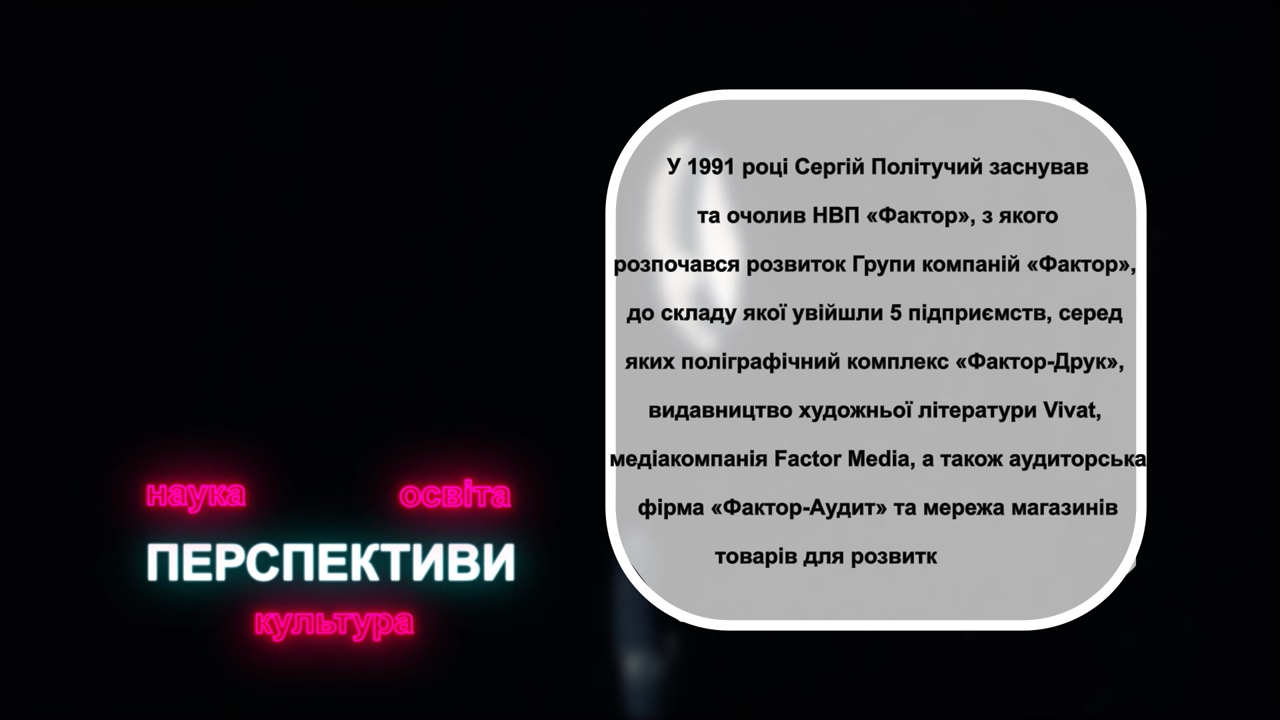 У 1991 році Сергій Політучий заснував
та очолив НВП «Фактор», з якого
розпочався розвиток Групи компаній «Фактор»,
до складу якої увійшли 5 підприємств, серед
яких поліграфічний комплекс «Фактор-Друк»,
видавництво художньої літератури Vivat,
медіакомпанія Factor Media, а також аудиторська
фірма «Фактор-Аудит» та мережа магазинів
товарів для розвитк
наука освіта
ПЕРСПЕКТИВИ
культура